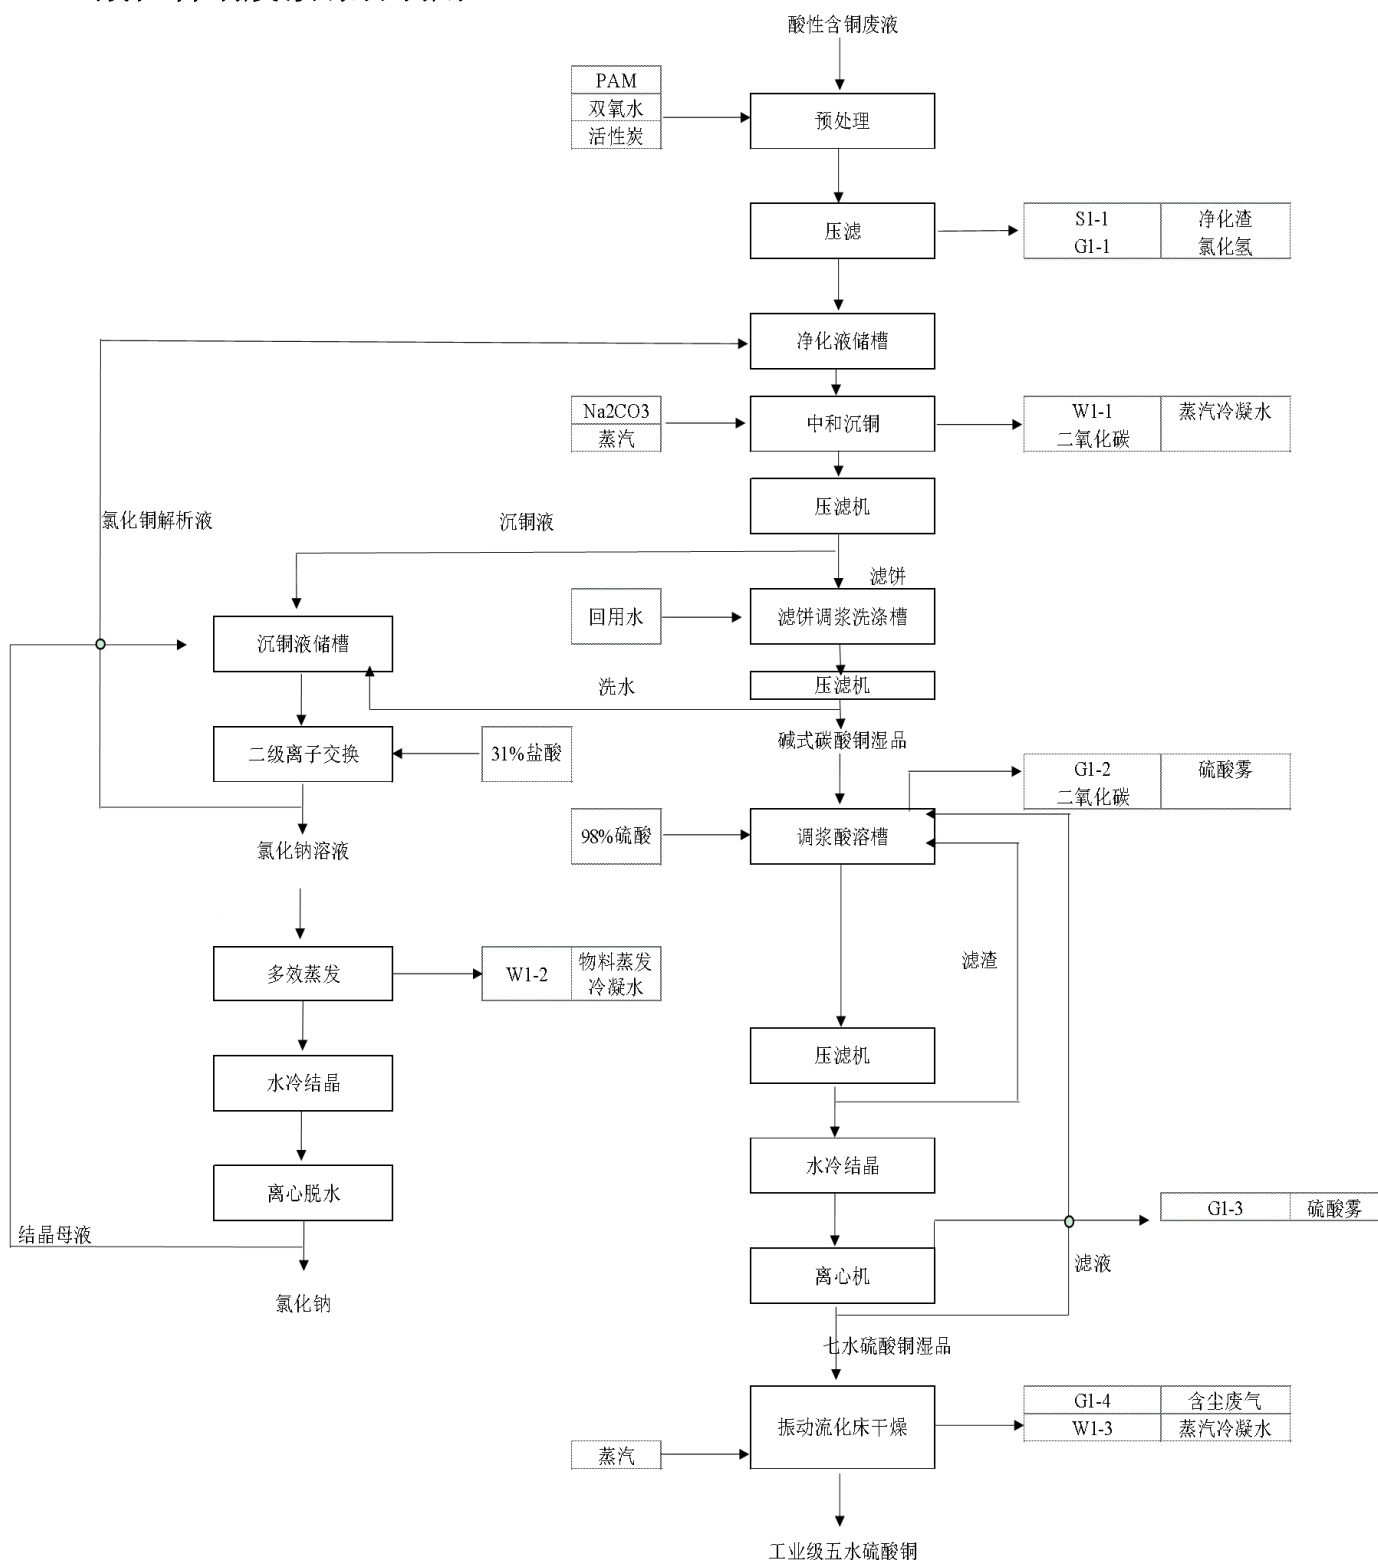 酸性含铜废液
PAM
双氧水
活性炭
预处理
压滤
S1-1 净化渣
G1-1 氯化氢
净化液储槽
Na2CO3
蒸汽
中和沉铜
W1-1 蒸汽冷凝水
二氧化碳
压滤机
氯化铜解析液
沉铜液
滤饼
回用水
滤饼调浆洗涤槽
沉铜液储槽
压滤机
洗水
碱式碳酸铜湿品
二级离子交换
31%盐酸
G1-2 硫酸雾
二氧化碳
98%硫酸
调浆酸溶槽
氯化钠溶液
滤渣
多效蒸发
W1-2
物料蒸发
冷凝水
压滤机
水冷结晶
水冷结晶
离心脱水
G1-3 硫酸雾
结晶母液
滤液
离心机
氯化钠
七水硫酸铜湿品
G1-4 含尘废气
W1-3 蒸汽冷凝水
振动流化床干燥
蒸汽
工业级五水硫酸铜